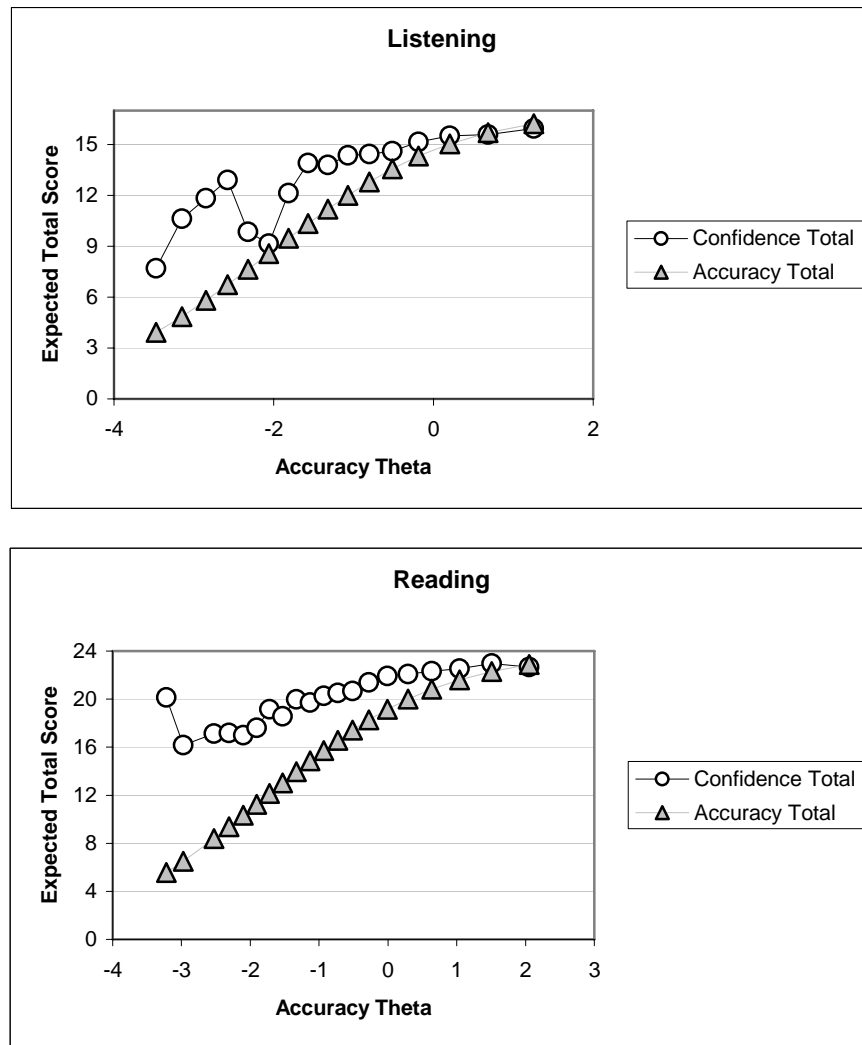 Listening
15
12
9
6
3
0
-4
-2
0
2
Expected Total Score
Accuracy Theta
Confidence Total
Accuracy Total
Reading
24
20
16
12
8
4
0
-4
-3
-2
-1
0
1
2
3
Expected Total Score
Accuracy Theta
Confidence Total
Accuracy Total